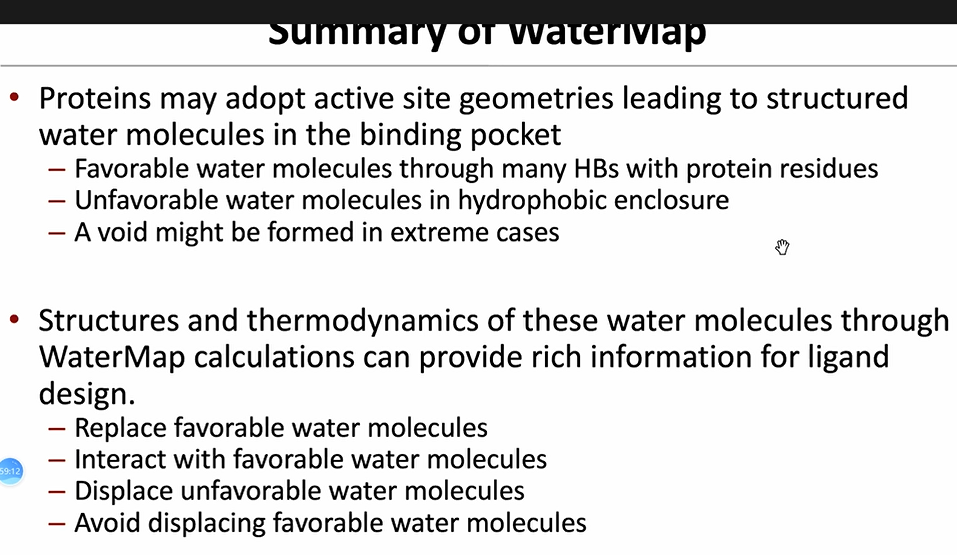 Summary of WaterMap
• Proteins may adopt active site geometries leading to structured
water molecules in the binding pocket
– Favorable water molecules through many HBs with protein residues
– Unfavorable water molecules in hydrophobic enclosure
– A void might be formed in extreme cases
• Structures and thermodynamics of these water molecules through
WaterMap calculations can provide rich information for ligand
design.
– Replace favorable water molecules
– Interact with favorable water molecules
59:12
– Displace unfavorable water molecules
– Avoid displacing favorable water molecules